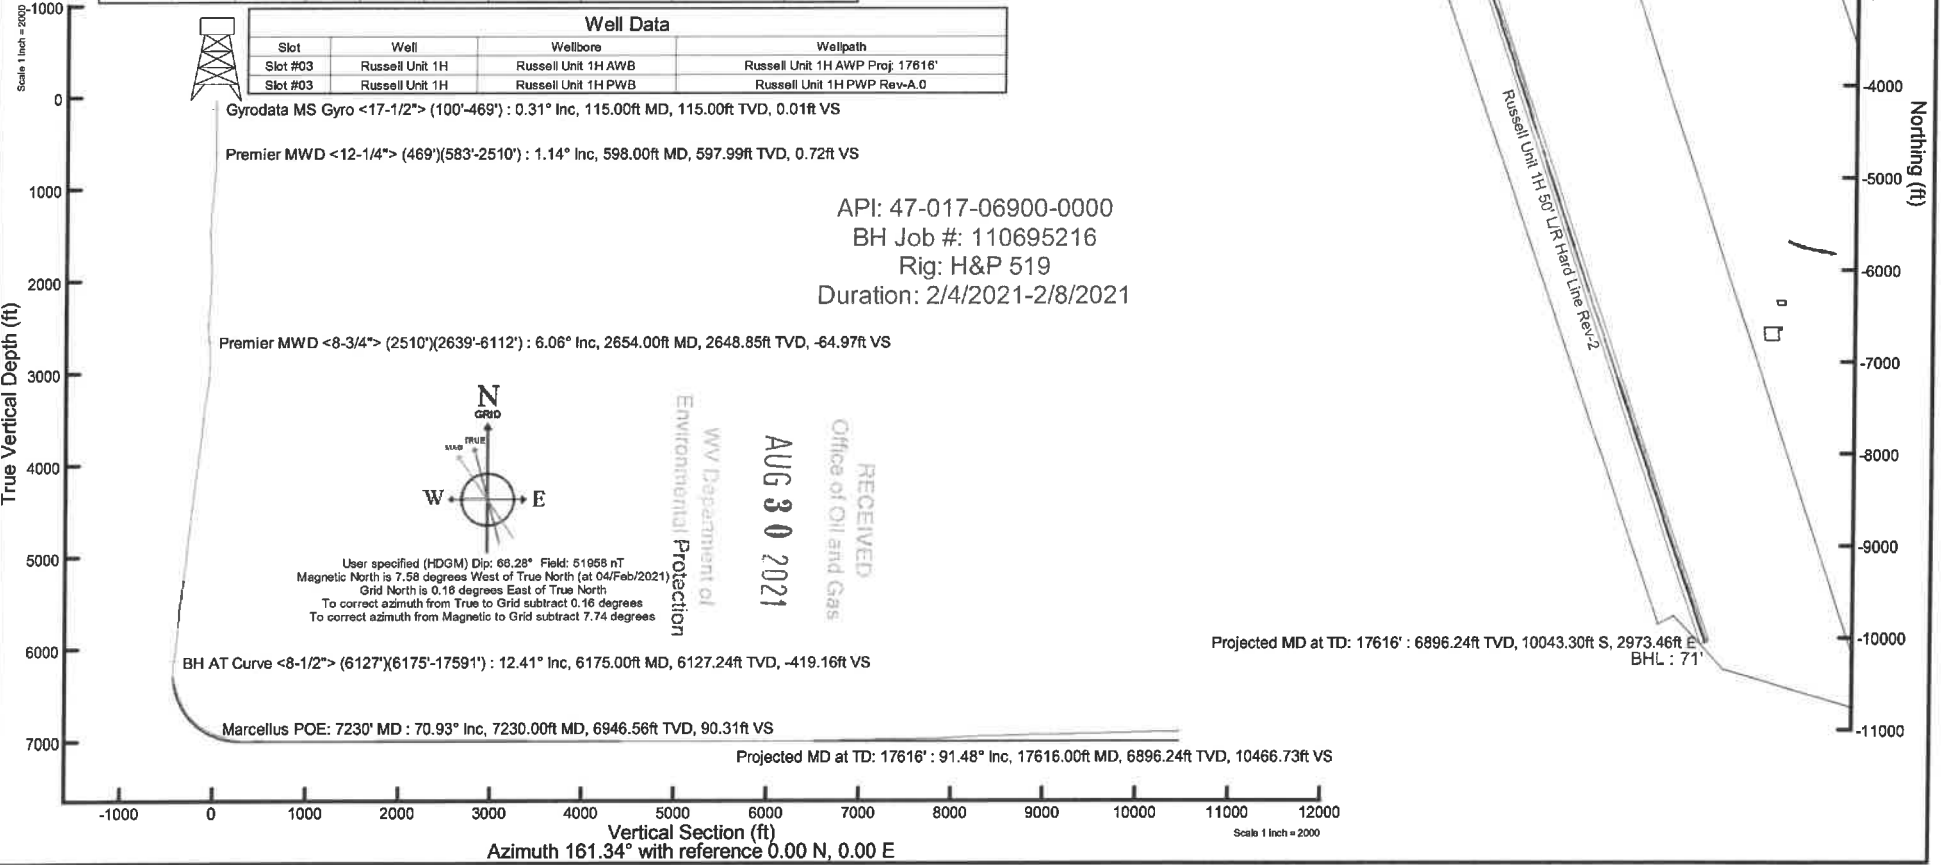 Scale 1 inch = 2000
-1000
0
1000
2000
3000
4000
5000
6000
7000
True Vertical Depth (ft)
Well Data
Slot Well Wellbore Wellpath
Slot #03 Russell Unit 1H Russell Unit 1H AWB Russell Unit 1H AWP Proj: 17616'
Slot #03 Russell Unit 1H Russell Unit 1H PWB Russell Unit 1H PWP Rev-A.0
Gyrodata MS Gyro <17-1/2"> (100'-469') : 0.31° Inc, 115.00ft MD, 115.00ft TVD, 0.01ft VS
Premier MWD <12-1/4"> (469')(583'-2510') : 1.14° Inc, 598.00ft MD, 597.99ft TVD, 0.72ft VS
API: 47-017-06900-0000
BH Job #: 110695216
Rig: H&P 519
Duration: 2/4/2021-2/8/2021
Premier MWD <8-3/4"> (2510')(2639'-6112') : 6.06° Inc, 2654.00ft MD, 2648.85ft TVD, -64.97ft VS
N
GRID
TRUE
MAG
W E
User specified (HDGM) Dip: 66.28° Field: 51958 nT
Magnetic North is 7.58 degrees West of True North (at 04/Feb/2021)
Grid North is 0.16 degrees East of True North
To correct azimuth from True to Grid subtract 0.16 degrees
To correct azimuth from Magnetic to Grid subtract 7.74 degrees
RECEIVED
Office of Oil and Gas
AUG 30 2021
WV Department of
Environmental Protection
BH AT Curve <8-1/2"> (6127')(6175'-17591') : 12.41° Inc, 6175.00ft MD, 6127.24ft TVD, -419.16ft VS
Marcellus POE: 7230' MD : 70.93° Inc, 7230.00ft MD, 6946.56ft TVD, 90.31ft VS
Projected MD at TD: 17616' : 91.48° Inc, 17616.00ft MD, 6896.24ft TVD, 10466.73ft VS
-1000 0 1000 2000 3000 4000 5000 6000 7000 8000 9000 10000 11000 12000
Vertical Section (ft)
Scale 1 inch = 2000
Azimuth 161.34° with reference 0.00 N, 0.00 E
Russell Unit 1H 50' L/R Hard Line Rev-2
Projected MD at TD: 17616' : 6896.24ft TVD, 10043.30ft S, 2973.46ft E
BHL : 71'
-4000
-5000
-6000
-7000
-8000
-9000
-10000
-11000
Northing (ft)